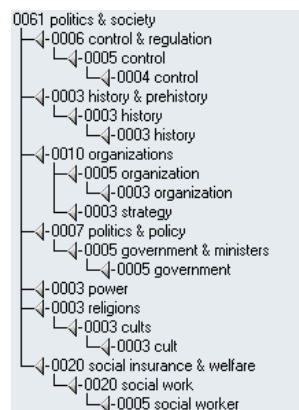 0061 politics & society
0006 control & regulation
0005 control
0004 control
0003 history & prehistory
0003 history
0003 history
0010 organizations
0005 organization
0003 organization
0003 strategy
0007 politics & policy
0005 government & ministers
0005 government
0003 power
0003 religions
0003 cults
0003 cult
0020 social insurance & welfare
0020 social work
0005 social worker